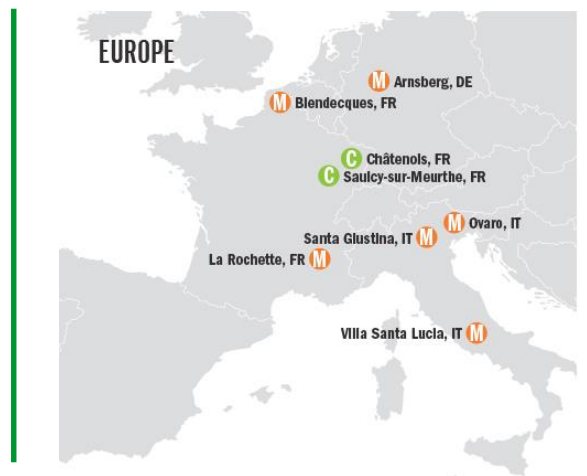 EUROPE
M Arnsberg, DE
M Blendecques, FR
C Châtenois, FR
C Saulcy-sur-Meurthe, FR
M Ovaro, IT
Santa Giustina, IT M
La Rochette, FR M
Villa Santa Lucia, IT M